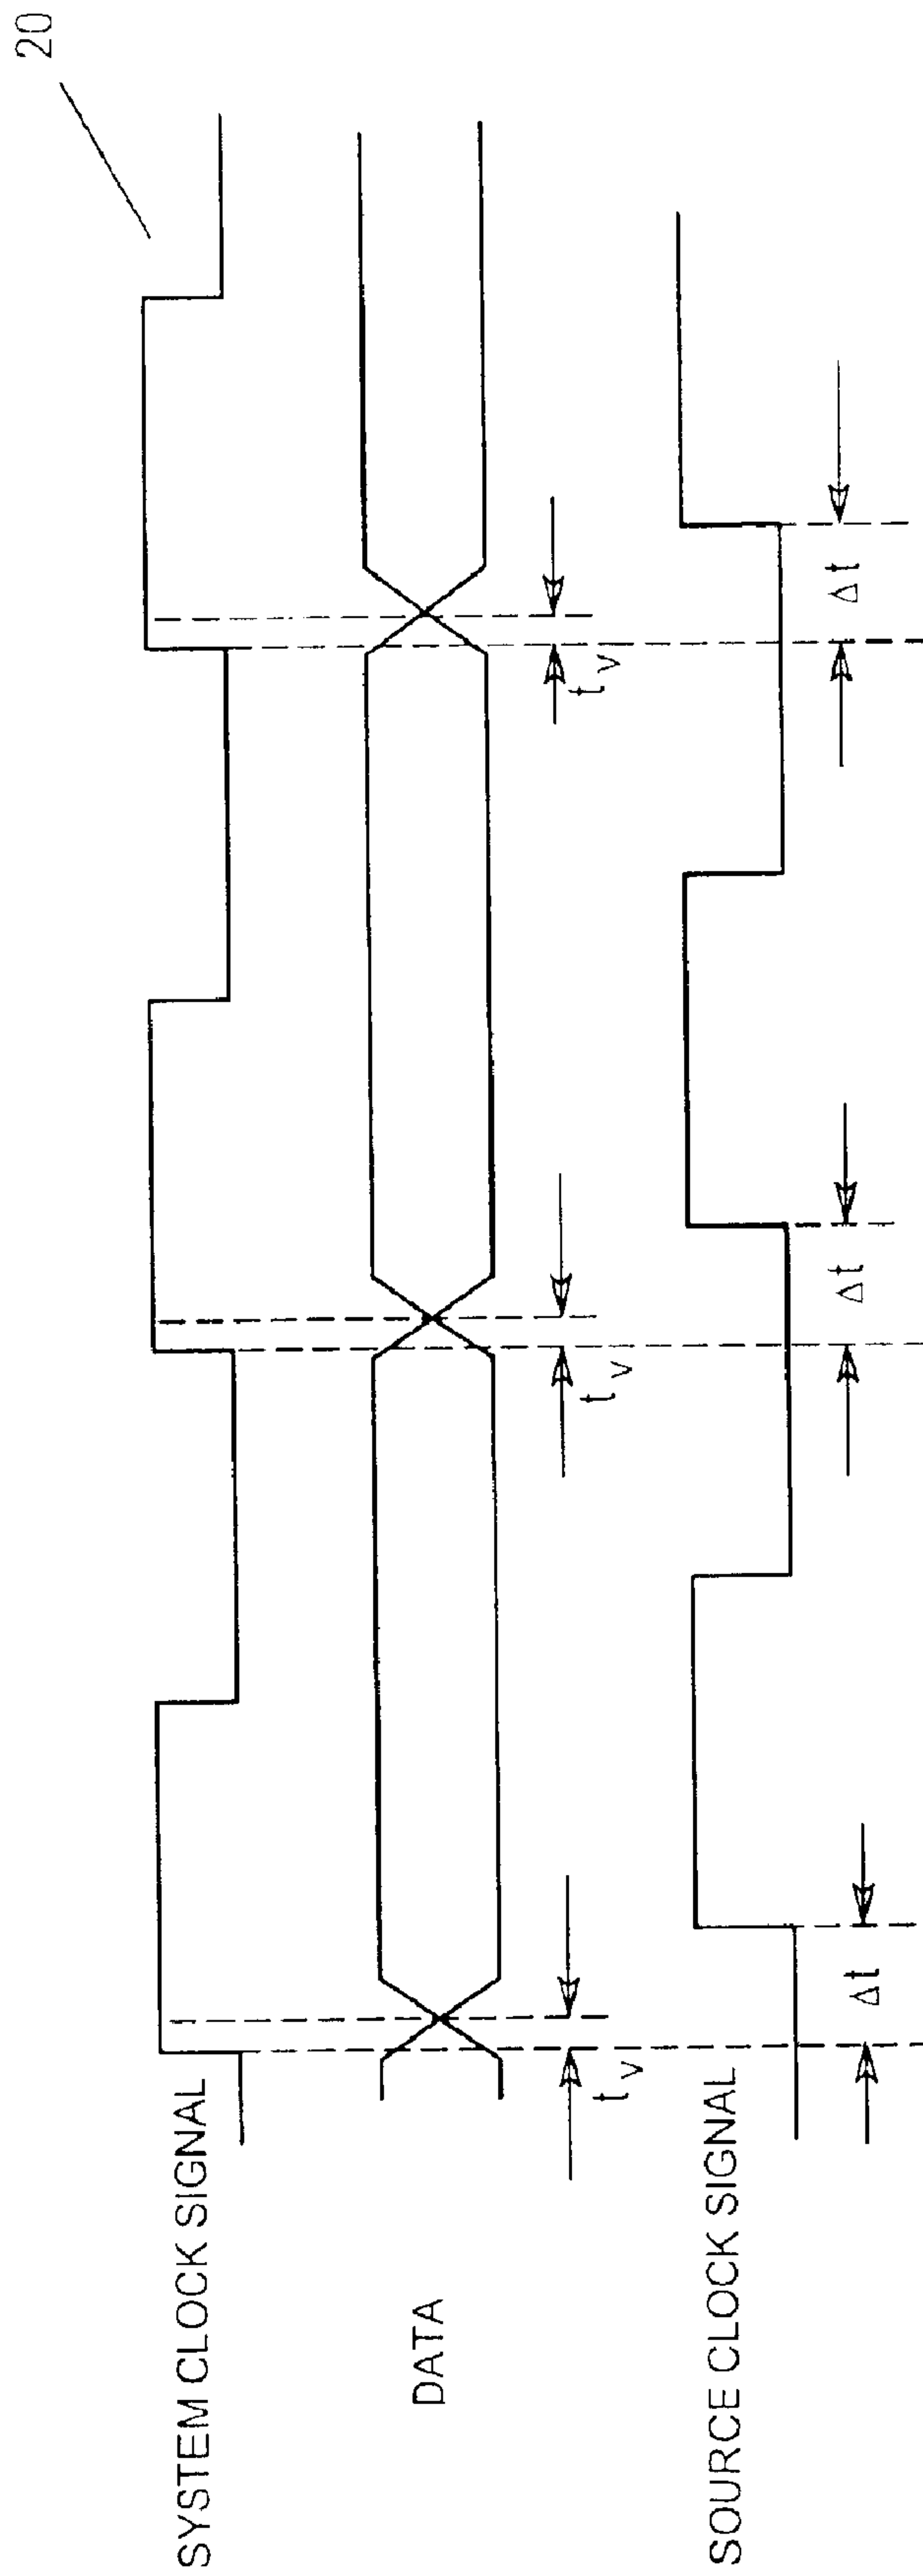 20
SYSTEM CLOCK SIGNAL
DATA
t_v
t_v
t_v
SOURCE CLOCK SIGNAL
Δt
Δt
Δt